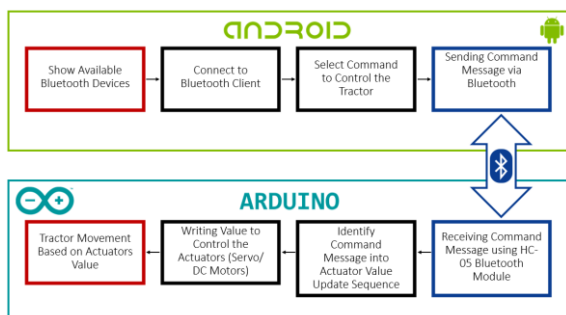 ANDROID
Show Available
Bluetooth Devices
Connect to
Bluetooth Client
Select Command
to Control the
Tractor
Sending Command
Message via
Bluetooth
ARDUINO
Tractor Movement
Based on Actuators
Value
Writing Value to
Control the
Actuators (Servo/
DC Motors)
Identify
Command
Message into
Actuator Value
Update Sequence
Receiving Command
Message using HC-
05 Bluetooth
Module